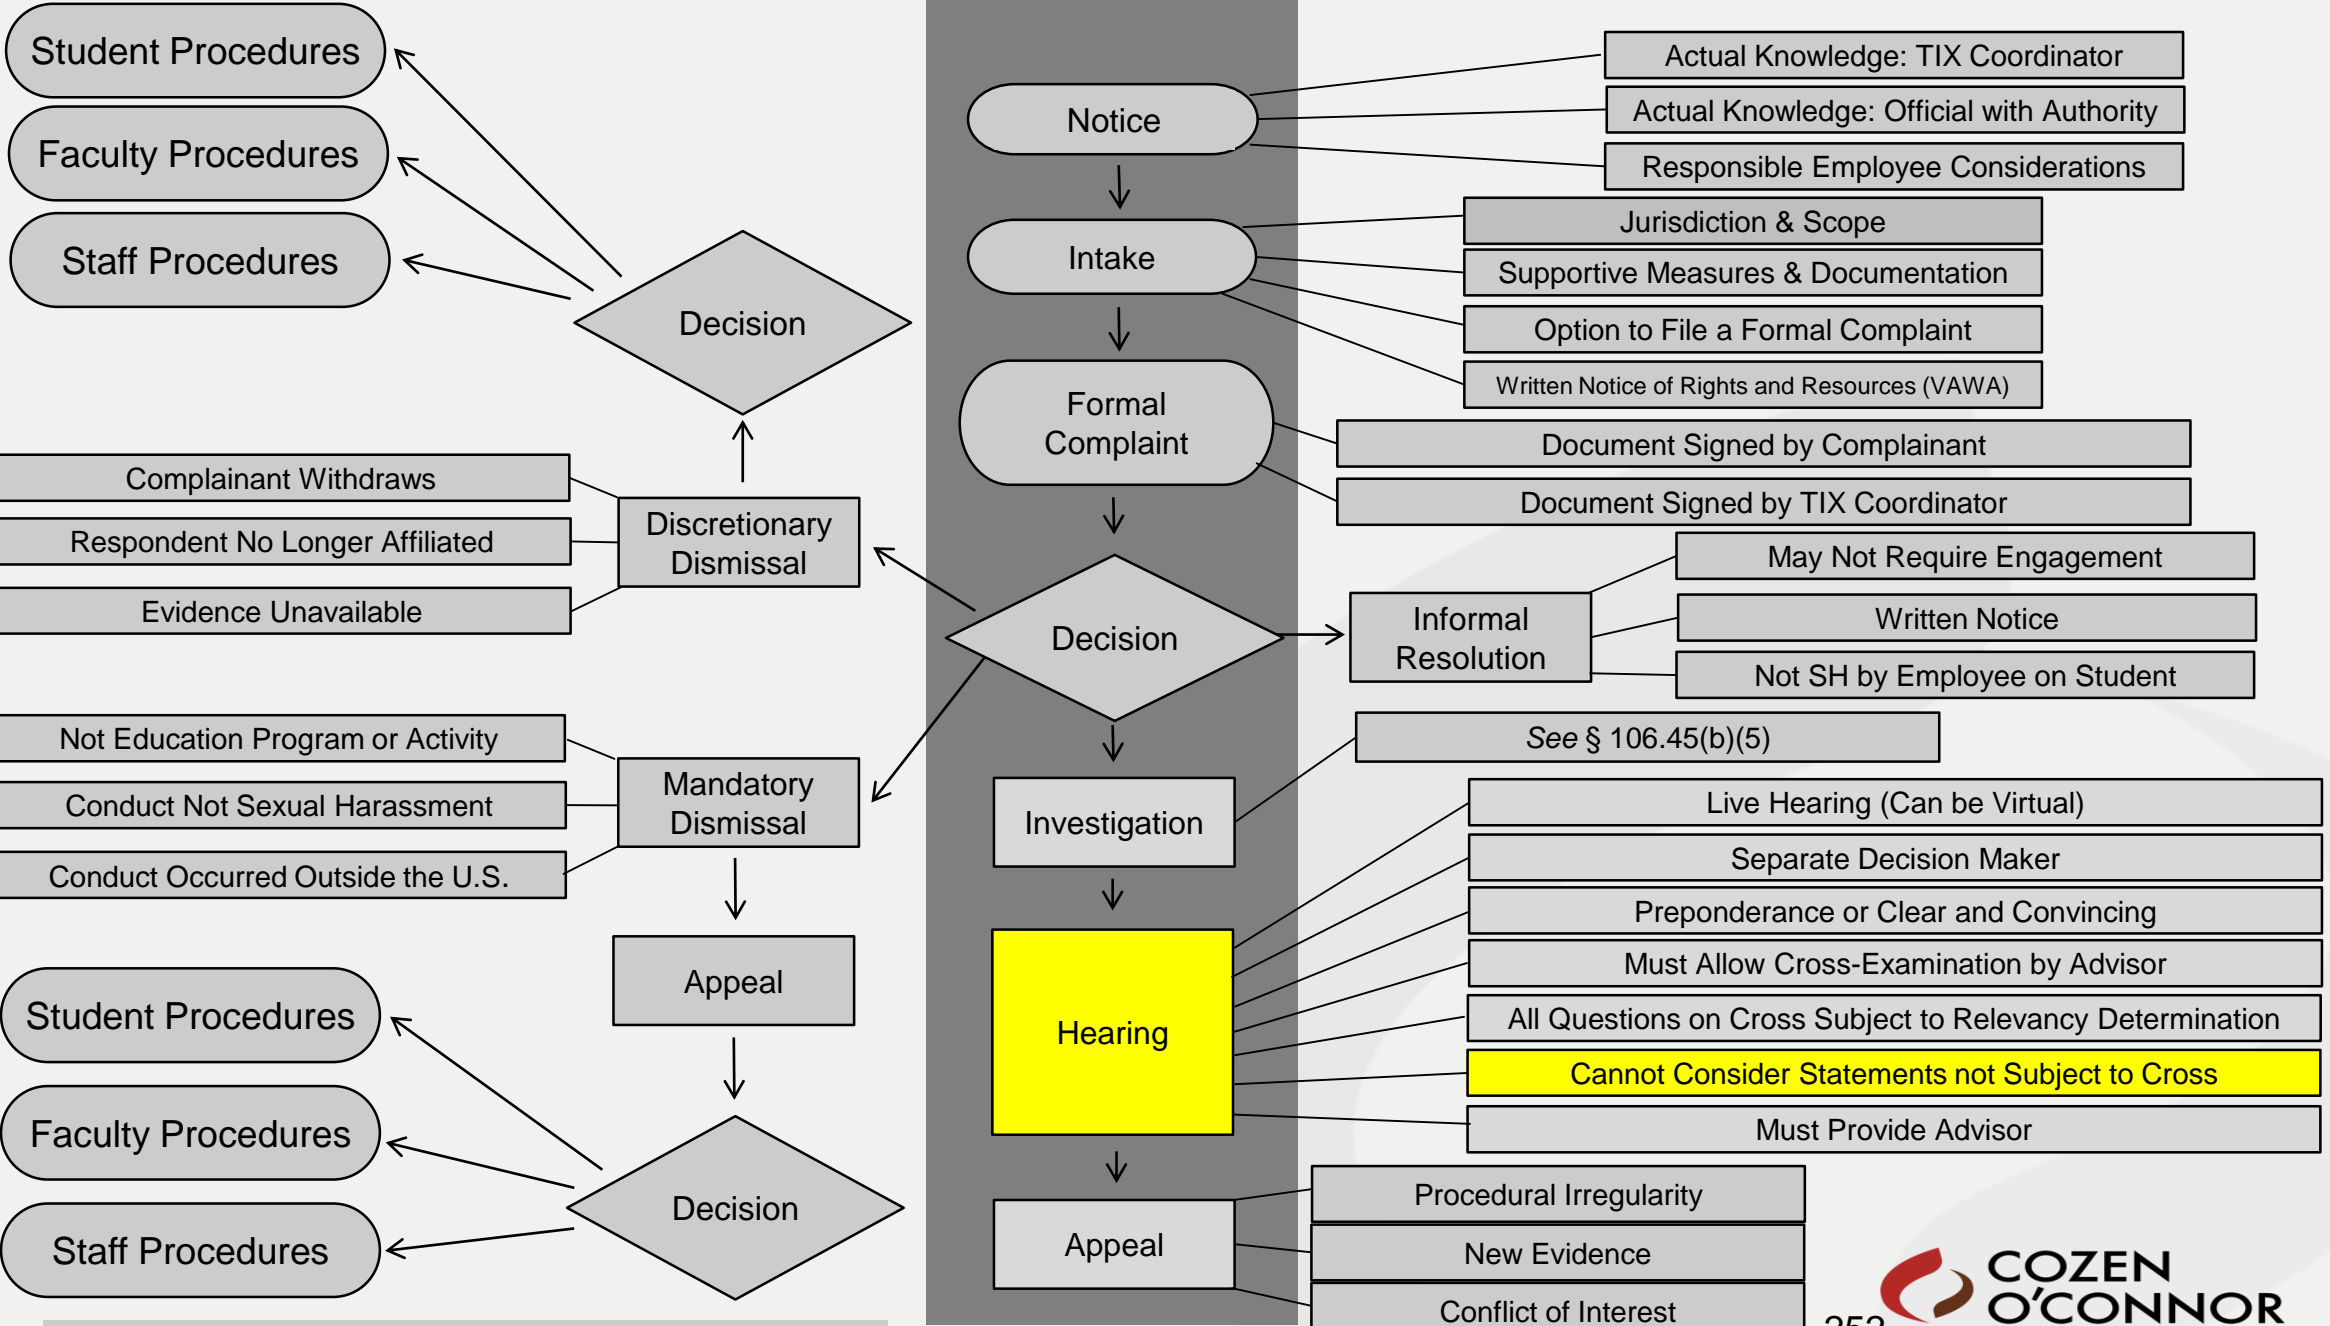 Student Procedures
Faculty Procedures
Staff Procedures
Decision
Complainant Withdraws
Respondent No Longer Affiliated
Evidence Unavailable
Discretionary
Dismissal
Not Education Program or Activity
Conduct Not Sexual Harassment
Conduct Occurred Outside the U.S.
Mandatory
Dismissal
Appeal
Student Procedures
Faculty Procedures
Staff Procedures
Decision
Notice
Actual Knowledge: TIX Coordinator
Actual Knowledge: Official with Authority
Responsible Employee Considerations
Intake
Jurisdiction & Scope
Supportive Measures & Documentation
Option to File a Formal Complaint
Written Notice of Rights and Resources (VAWA)
Formal
Complaint
Document Signed by Complainant
Document Signed by TIX Coordinator
Decision
Informal
Resolution
May Not Require Engagement
Written Notice
Not SH by Employee on Student
Investigation
See § 106.45(b)(5)
Hearing
Live Hearing (Can be Virtual)
Separate Decision Maker
Preponderance or Clear and Convincing
Must Allow Cross-Examination by Advisor
All Questions on Cross Subject to Relevancy Determination
Cannot Consider Statements not Subject to Cross
Must Provide Advisor
Appeal
Procedural Irregularity
New Evidence
Conflict of Interest
COZEN
O'CONNOR